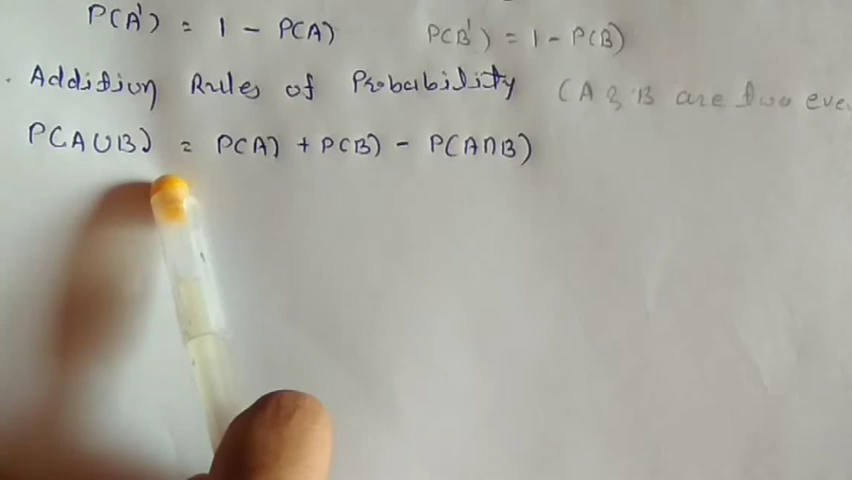 P(A') = 1 - P(A) P(B') = 1 - P(B)
. Addition Rules of Probability (A & B are two eve
P(A∪B) = P(A) + P(B) - P(A∩B)